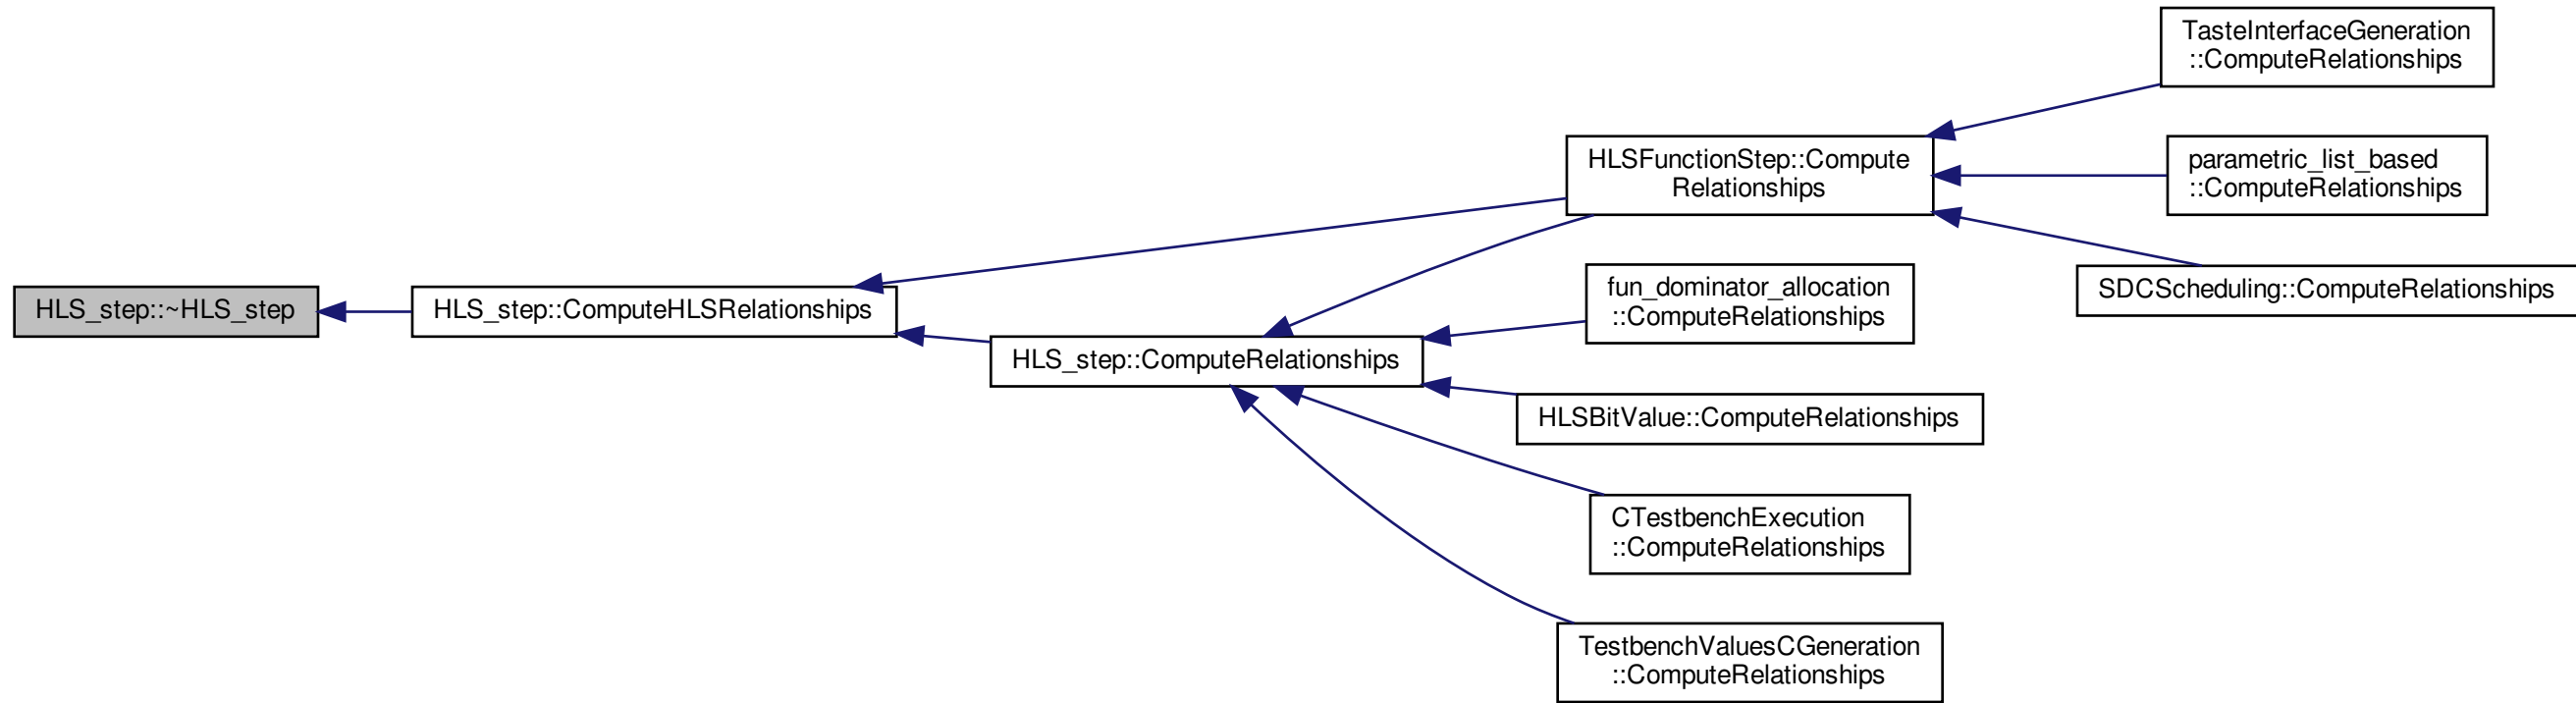 TasteInterfaceGeneration
::ComputeRelationships
HLSFunctionStep::Compute
Relationships
parametric_list_based
::ComputeRelationships
SDCScheduling::ComputeRelationships
HLS_step::~HLS_step
HLS_step::ComputeHLSRelationships
fun_dominator_allocation
::ComputeRelationships
HLS_step::ComputeRelationships
HLSBitValue::ComputeRelationships
CTestbenchExecution
::ComputeRelationships
TestbenchValuesCGeneration
::ComputeRelationships